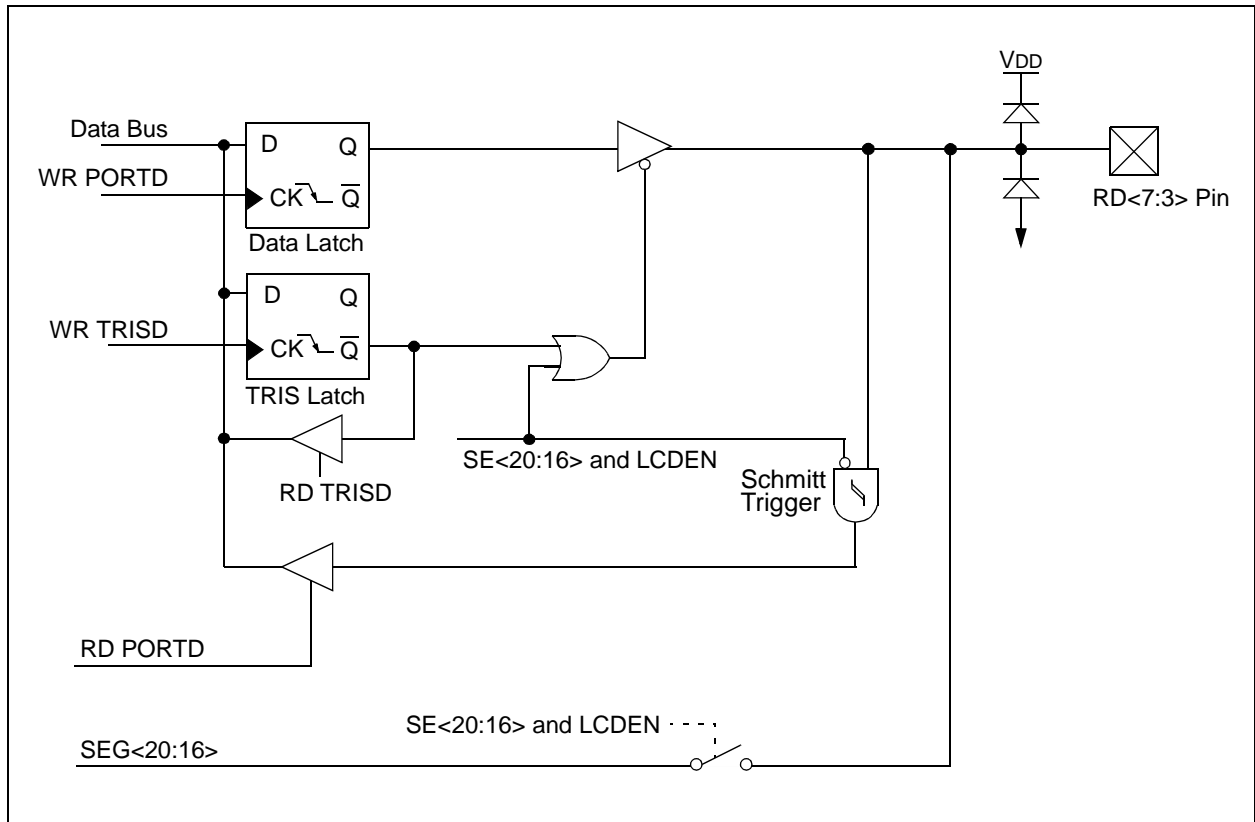 VDD
Data Bus
D Q
WR PORTD
CK Q̅
RD<7:3> Pin
Data Latch
D Q
WR TRISD
CK Q̅
TRIS Latch
SE<20:16> and LCDEN
Schmitt
Trigger
RD TRISD
RD PORTD
SE<20:16> and LCDEN
SEG<20:16>